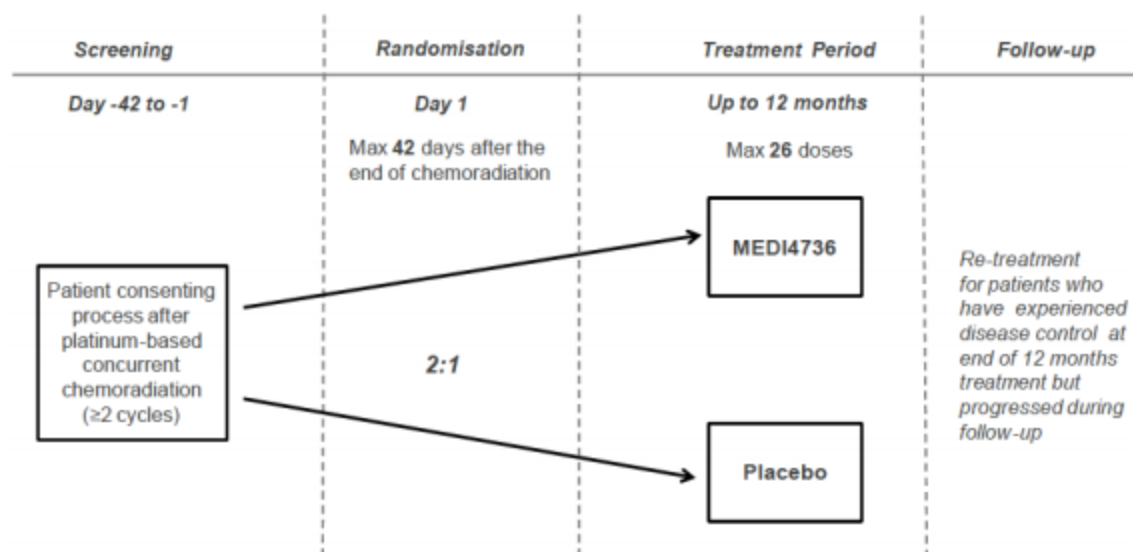 Screening
Randomisation
Treatment Period
Follow-up
Day -42 to -1
Day 1
Up to 12 months
Max 42 days after the
end of chemoradiation
Max 26 doses
Patient consenting
process after
platinum-based
concurrent
chemoradiation
(≥2 cycles)
2:1
MEDI4736
Placebo
Re-treatment
for patients who
have experienced
disease control at
end of 12 months
treatment but
progressed during
follow-up